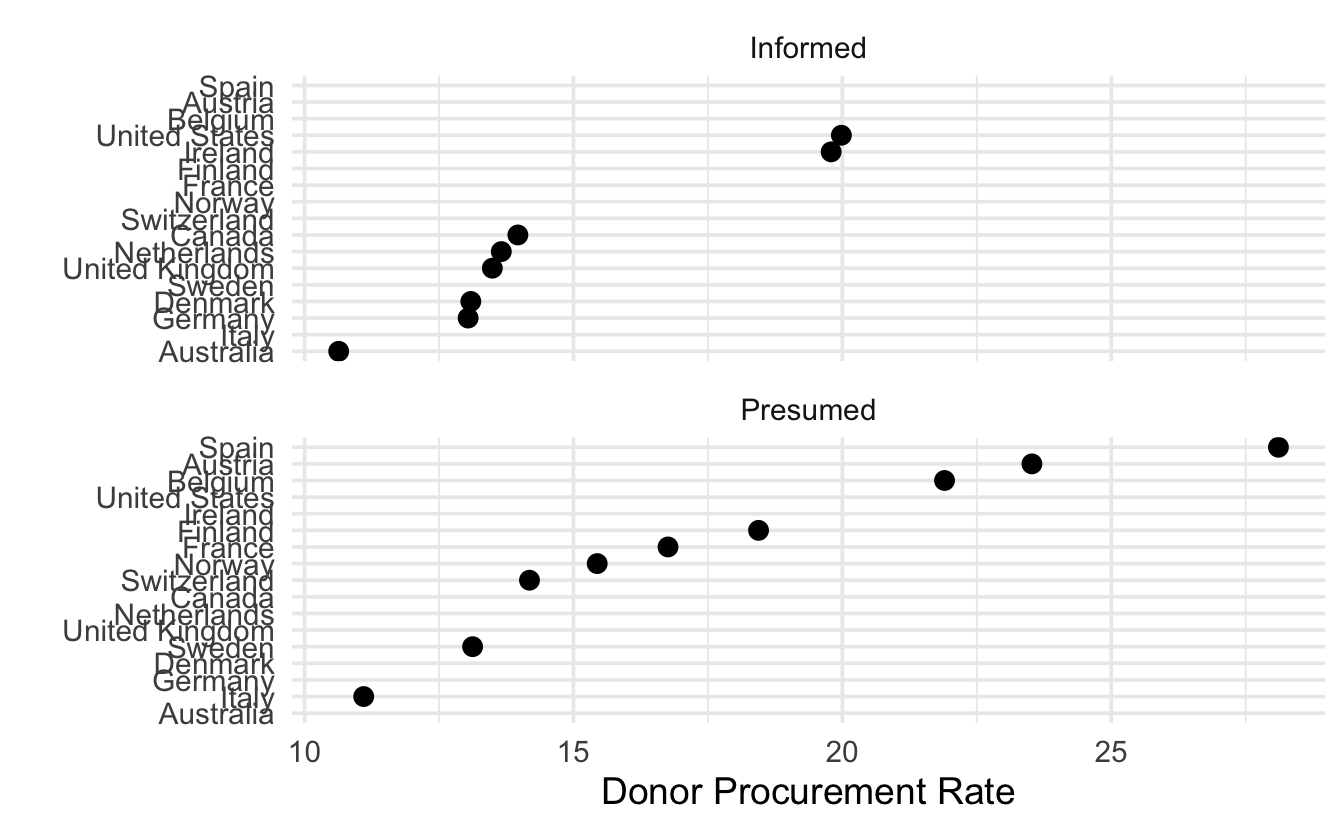 Informed
Spain
Austria
Belgium
United States
Ireland
Finland
France
Norway
Switzerland
Canada
Netherlands
United Kingdom
Sweden
Denmark
Germany
Italy
Australia
Presumed
Spain
Austria
Belgium
United States
Ireland
Finland
France
Norway
Switzerland
Canada
Netherlands
United Kingdom
Sweden
Denmark
Germany
Italy
Australia
10 15 20 25
Donor Procurement Rate